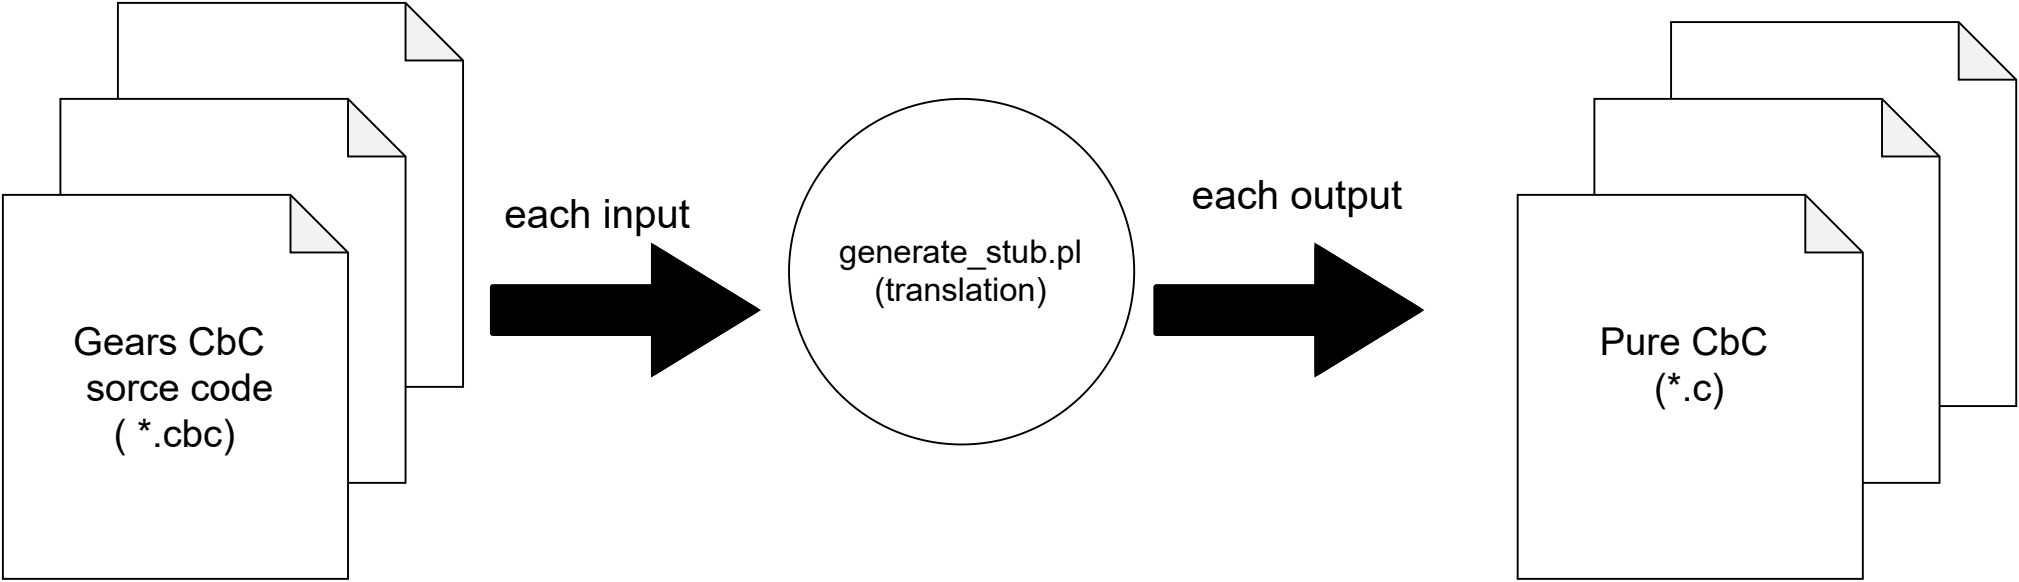 Gears CbC
sorce code
( *.cbc)
each input
generate_stub.pl
(translation)
each output
Pure CbC
(*.c)